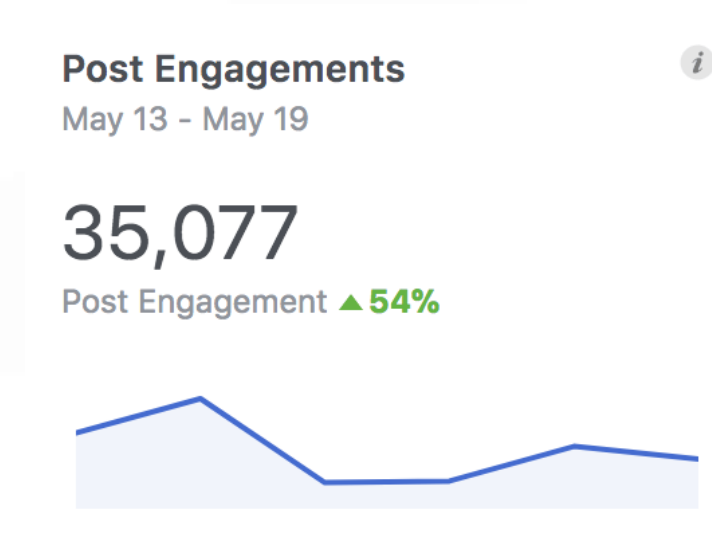 Post Engagements
i
May 13 - May 19
35,077
Post Engagement ▲54%